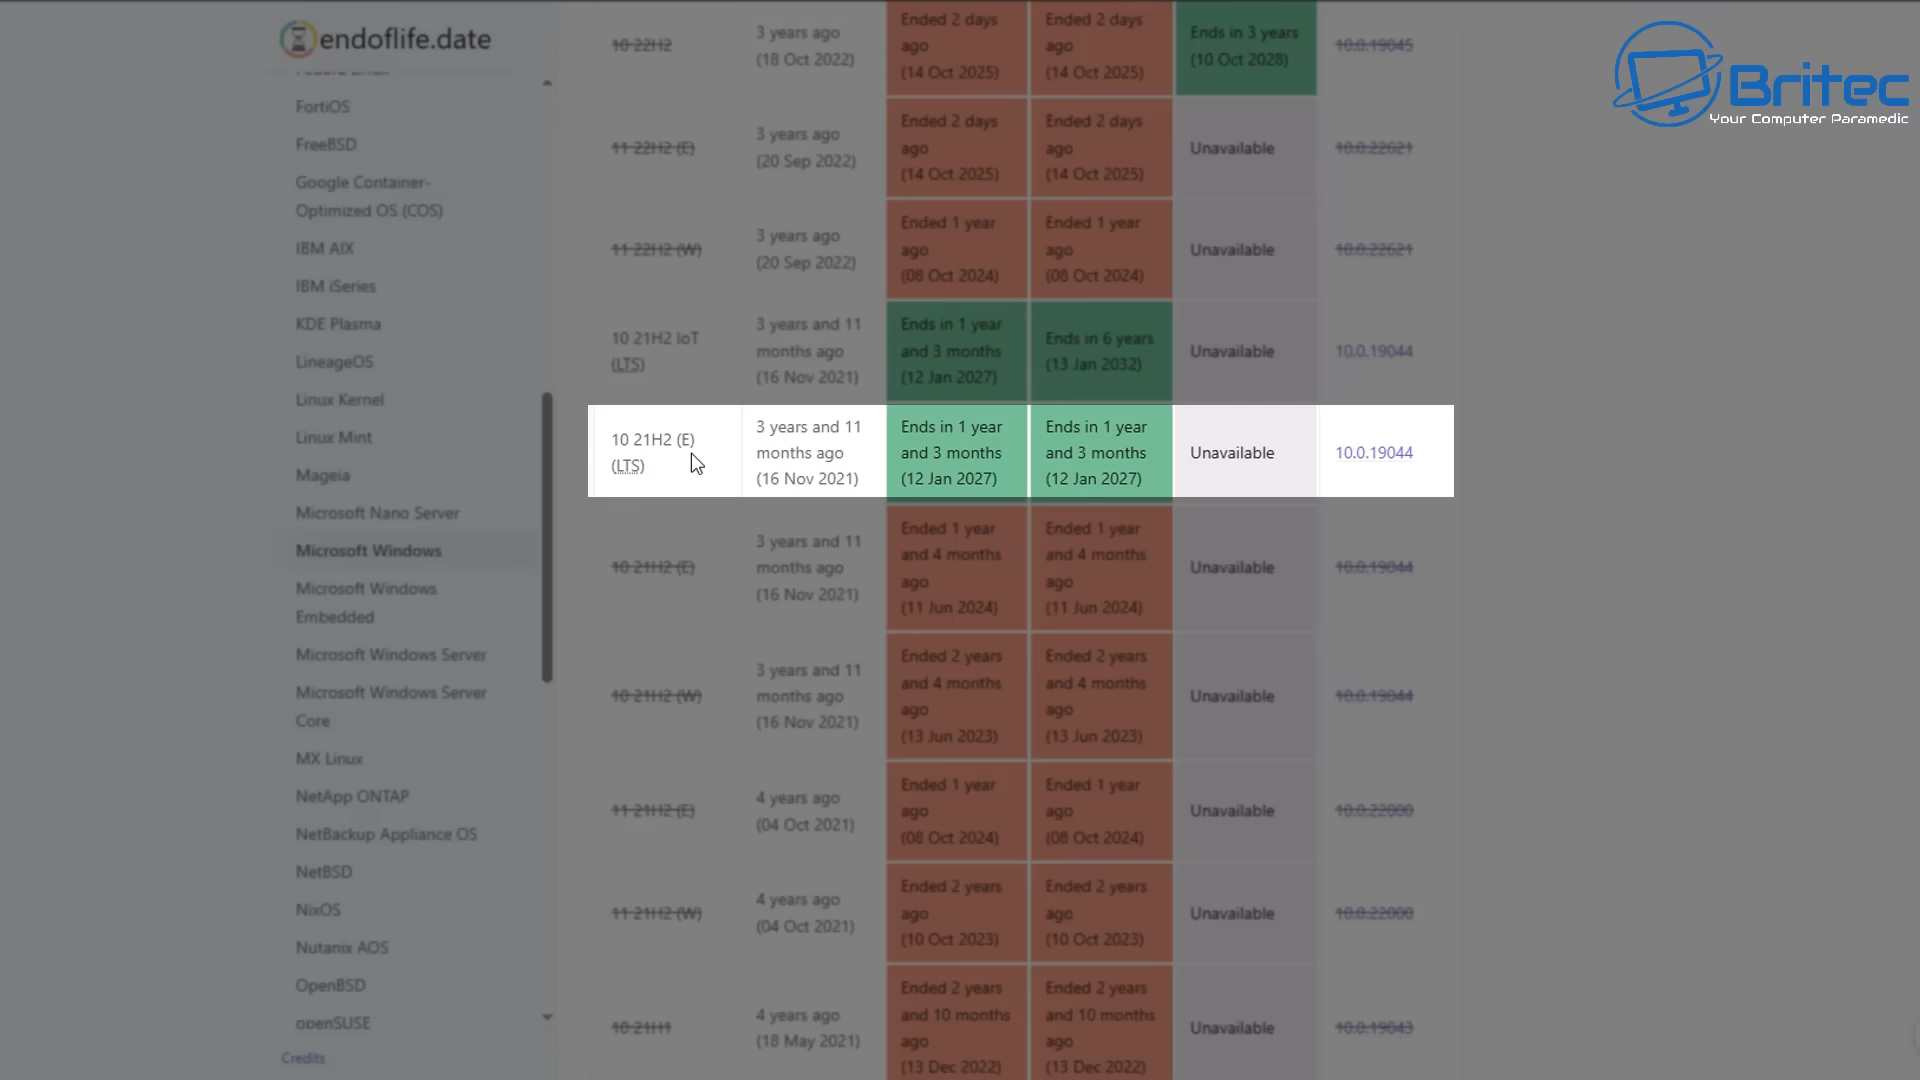 endoflife.date
FortiOS
FreeBSD
Google Container-
Optimized OS (COS)
IBM AIX
IBM iSeries
KDE Plasma
LineageOS
Linux Kernel
Linux Mint
Mageia
Microsoft Nano Server
Microsoft Windows
Microsoft Windows
Embedded
Microsoft Windows Server
Microsoft Windows Server
Core
MX Linux
NetApp ONTAP
NetBackup Appliance OS
NetBSD
NixOS
Nutanix AOS
OpenBSD
openSUSE
Credits
10 22H2
3 years ago
(18 Oct 2022)
Ended 2 days
ago
(14 Oct 2025)
Ended 2 days
ago
(14 Oct 2025)
Ends in 3 years
(10 Oct 2028)
10.0.19045
11 22H2 (E)
3 years ago
(20 Sep 2022)
Ended 2 days
ago
(14 Oct 2025)
Ended 2 days
ago
(14 Oct 2025)
Unavailable
10.0.22621
11 22H2 (W)
3 years ago
(20 Sep 2022)
Ended 1 year
ago
(08 Oct 2024)
Ended 1 year
ago
(08 Oct 2024)
Unavailable
10.0.22621
10 21H2 IoT
(LTS)
3 years and 11
months ago
(16 Nov 2021)
Ends in 1 year
and 3 months
(12 Jan 2027)
Ends in 6 years
(13 Jan 2032)
Unavailable
10.0.19044
10 21H2 (E)
(LTS)
3 years and 11
months ago
(16 Nov 2021)
Ends in 1 year
and 3 months
(12 Jan 2027)
Ends in 1 year
and 3 months
(12 Jan 2027)
Unavailable
10.0.19044
10 21H2 (E)
3 years and 11
months ago
(16 Nov 2021)
Ended 1 year
and 4 months
ago
(11 Jun 2024)
Ended 1 year
and 4 months
ago
(11 Jun 2024)
Unavailable
10.0.19044
10 21H2 (W)
3 years and 11
months ago
(16 Nov 2021)
Ended 2 years
and 4 months
ago
(13 Jun 2023)
Ended 2 years
and 4 months
ago
(13 Jun 2023)
Unavailable
10.0.19044
11 21H2 (E)
4 years ago
(04 Oct 2021)
Ended 1 year
ago
(08 Oct 2024)
Ended 1 year
ago
(08 Oct 2024)
Unavailable
10.0.22000
11 21H2 (W)
4 years ago
(04 Oct 2021)
Ended 2 years
ago
(10 Oct 2023)
Ended 2 years
ago
(10 Oct 2023)
Unavailable
10.0.22000
10 21H1
4 years ago
(18 May 2021)
Ended 2 years
and 10 months
ago
(13 Dec 2022)
Ended 2 years
and 10 months
ago
(13 Dec 2022)
Unavailable
10.0.19043
Britec
Your Computer Paramedic